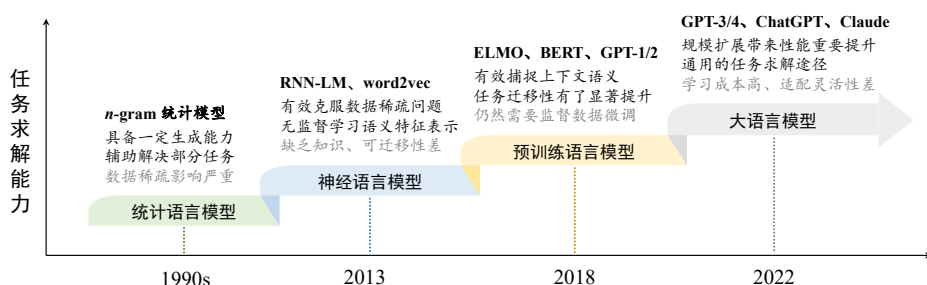 任务求解能力
n-gram 统计模型
具备一定生成能力
辅助解决部分任务
数据稀疏影响严重
统计语言模型
1990s
RNN-LM、word2vec
有效克服数据稀疏问题
无监督学习语义特征表示
缺乏知识、可迁移性差
神经语言模型
2013
ELMO、BERT、GPT-1/2
有效捕捉上下文语义
任务迁移性有了显著提升
仍然需要监督数据微调
预训练语言模型
2018
GPT-3/4、ChatGPT、Claude
规模扩展带来性能重要提升
通用的任务求解途径
学习成本高、适配灵活性差
大语言模型
2022